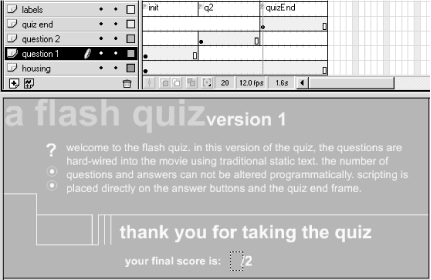 labels
init
q2
quizEnd
quiz end
question 2
question 1
housing
20
12.0 fps
1.6s
a flash quiz version 1
? welcome to the flash quiz. in this version of the quiz, the questions are
hard-wired into the movie using traditional static text. the number of
questions and answers can not be altered programmatically. scripting is
placed directly on the answer buttons and the quiz end frame.
thank you for taking the quiz
your final score is: /2